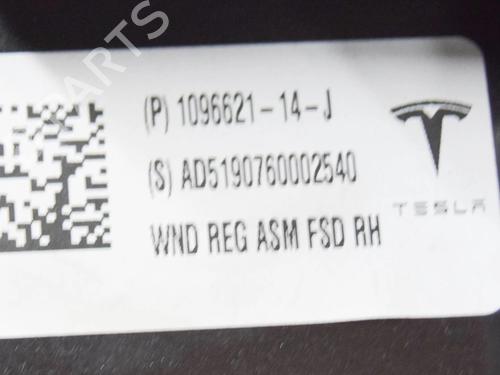 PARTS
(P) 1096621-14-J
(S) AD5190760002540
TESLA
WND REG ASM FSD RH